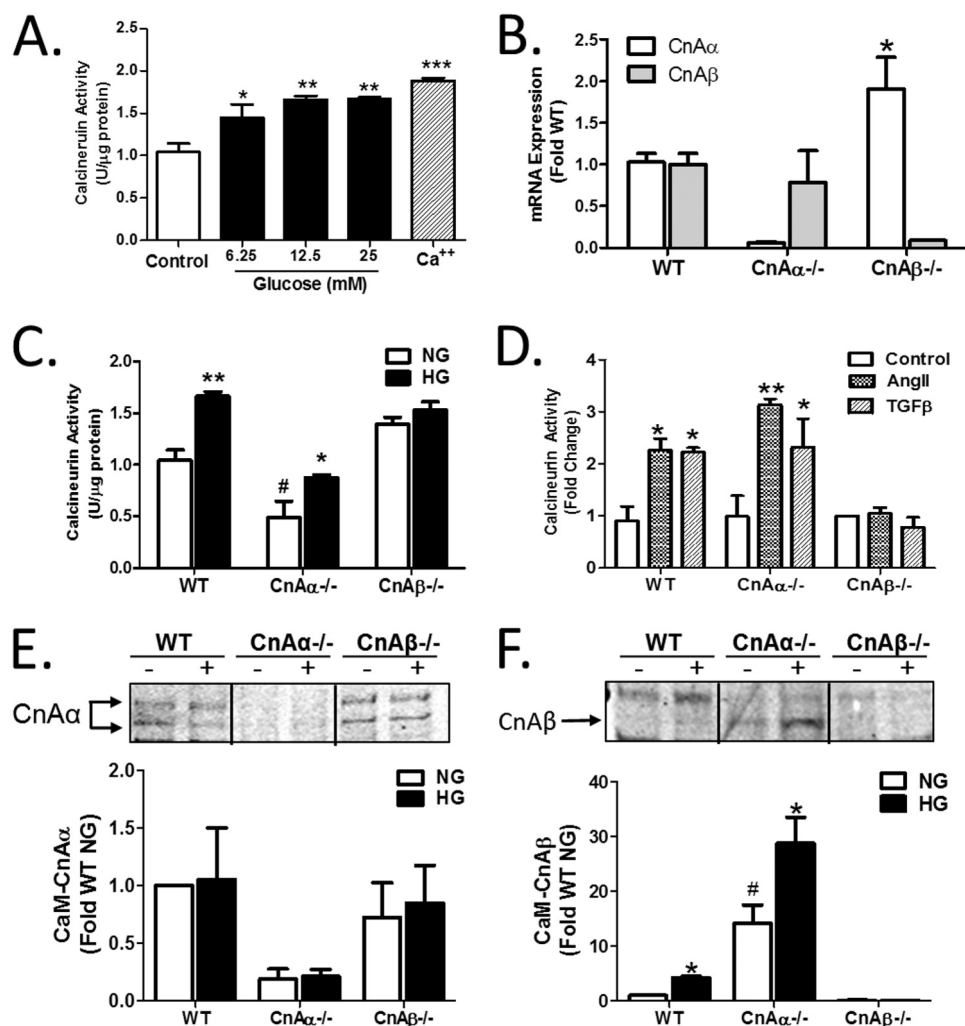 A.
Calcineruin Activity
(U/μg protein)
2.5
2.0
1.5
1.0
0.5
0.0
*
**
**
***
Control
6.25
12.5
25
Ca++
Glucose (mM)
B.
CnAα
CnAβ
mRNA Expression
(Fold WT)
2.5
2.0
1.5
1.0
0.5
0.0
*
WT
CnAα-/-
CnAβ-/-
C.
NG
HG
Calcineurin Activity
(U/μg protein)
2.0
1.5
1.0
0.5
0.0
**
#
*
WT
CnAα-/-
CnAβ-/-
D.
Control
AngII
TGFβ
Calcineurin Activity
(Fold Change)
4
3
2
1
0
*
*
**
*
WT
CnAα-/-
CnAβ-/-
E.
WT
CnAα-/-
CnAβ-/-
- + - + - +
CnAα
NG
HG
CaM-CnAα
(Fold WT NG)
2.0
1.5
1.0
0.5
0.0
WT
CnAα-/-
CnAβ-/-
F.
WT
CnAα-/-
CnAβ-/-
- + - + - +
CnAβ
NG
HG
CaM-CnAβ
(Fold WT NG)
40
30
20
10
0
*
#
*
WT
CnAα-/-
CnAβ-/-